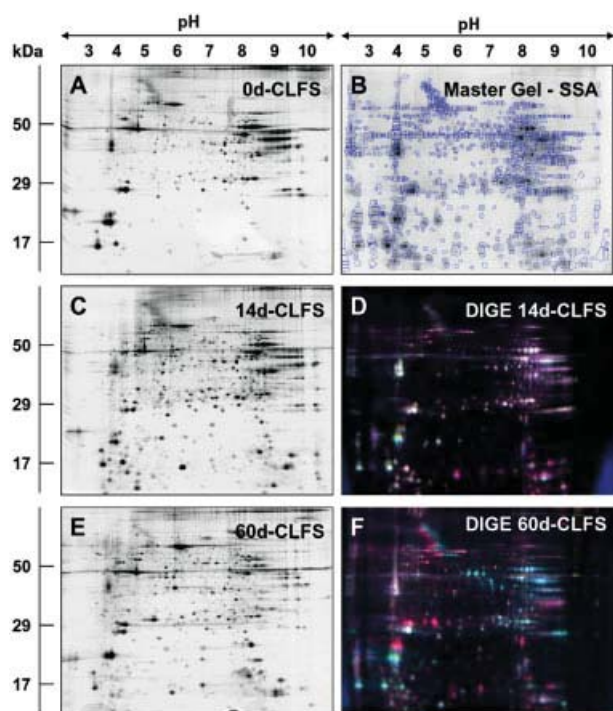 pH pH
kDa 3 4 5 6 7 8 9 10 3 4 5 6 7 8 9 10
A 0d-CLFS B Master Gel - SSA
50
29
17
C 14d-CLFS D DIGE 14d-CLFS
50
29
17
E 60d-CLFS F DIGE 60d-CLFS
50
29
17